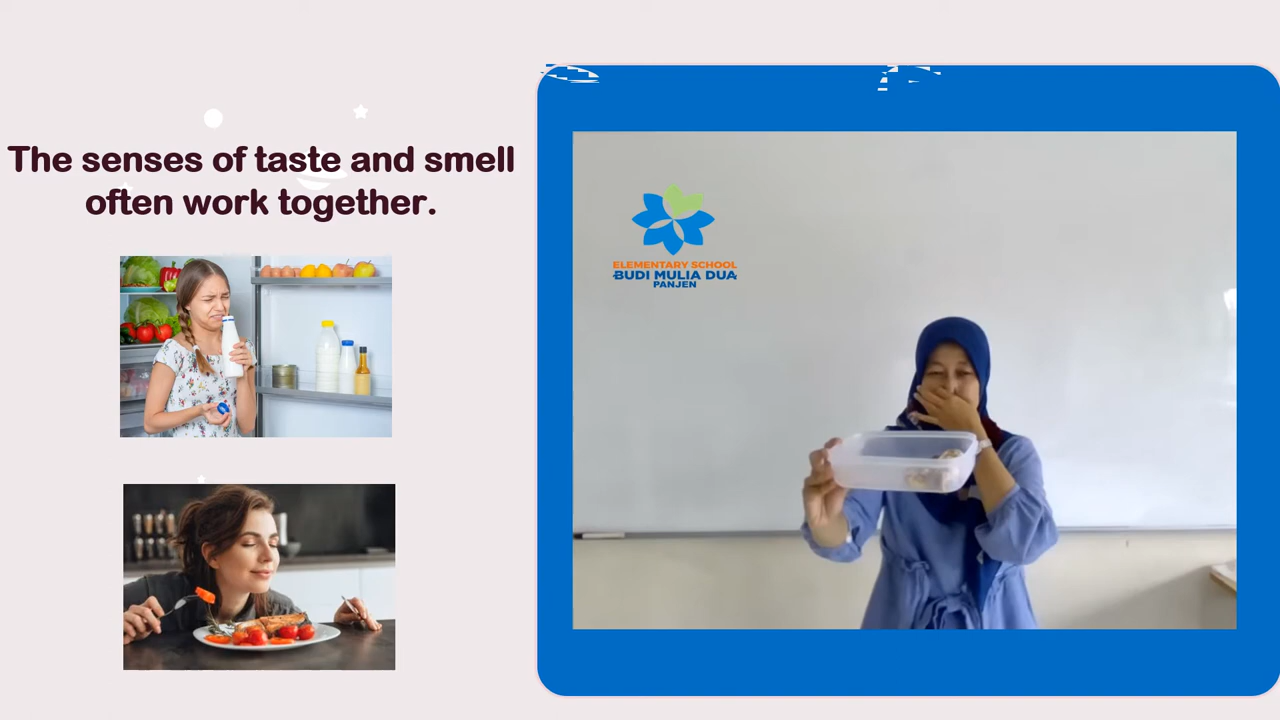 The senses of taste and smell
often work together.
ELEMENTARY SCHOOL
BUDI MULIA DUA
PANJEN